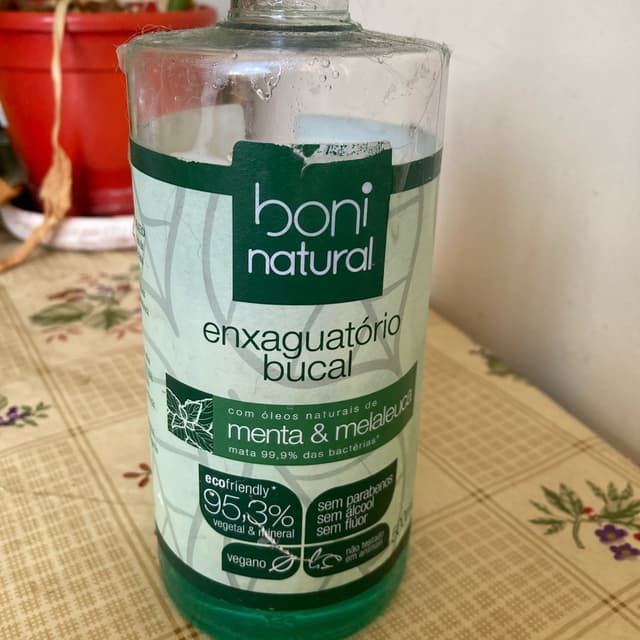 boni
natural
enxaguatório
bucal
com óleos naturais de
menta & melaleuca
mata 99,9% das bactérias*
ecofriendly*
95,3%
vegetal & mineral
sem parabenos
sem álcool
sem flúor
vegano
não testado
em animais